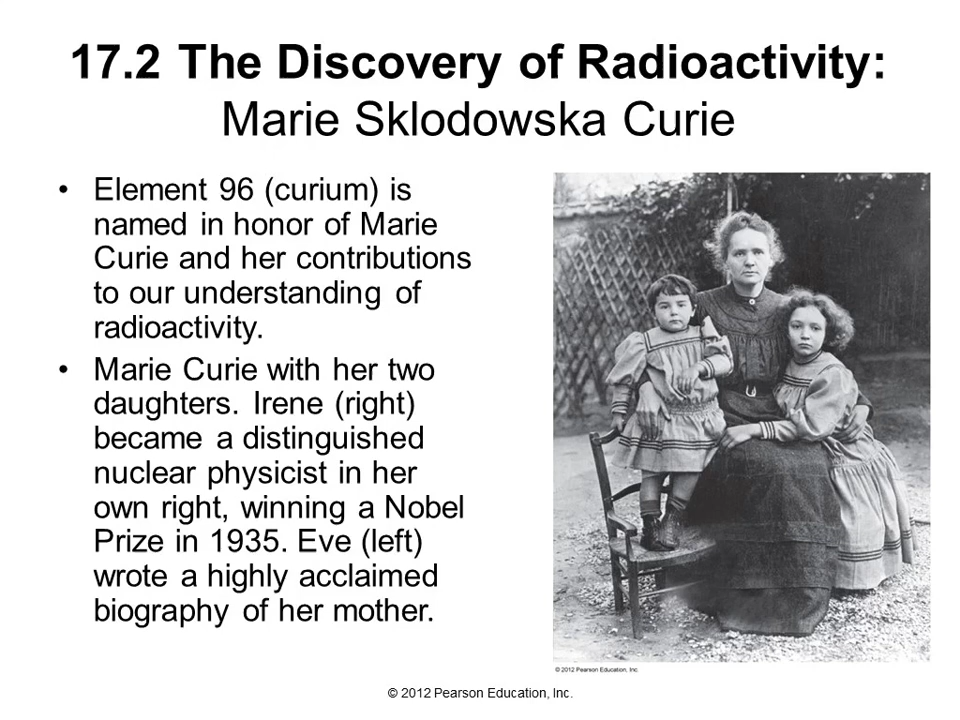 17.2 The Discovery of Radioactivity:
Marie Sklodowska Curie
• Element 96 (curium) is
named in honor of Marie
Curie and her contributions
to our understanding of
radioactivity.
• Marie Curie with her two
daughters. Irene (right)
became a distinguished
nuclear physicist in her
own right, winning a Nobel
Prize in 1935. Eve (left)
wrote a highly acclaimed
biography of her mother.
© 2012 Pearson Education, Inc.
© 2012 Pearson Education, Inc.